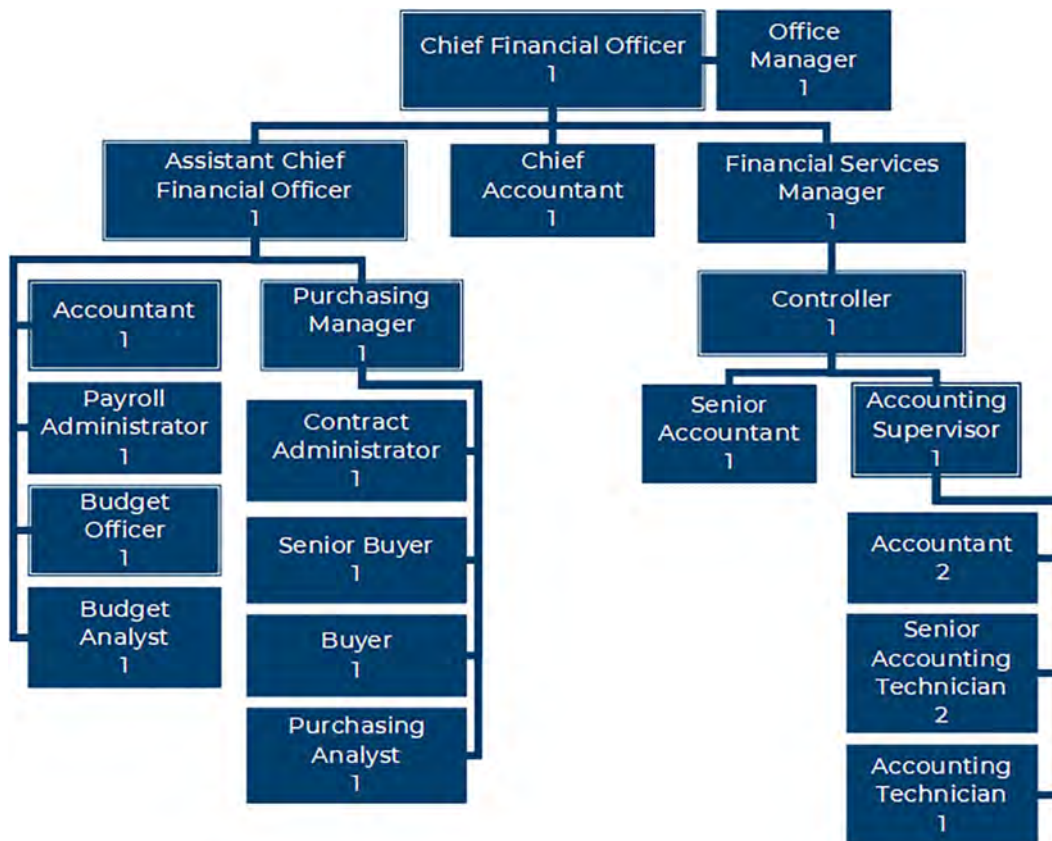 Chief Financial Officer
1
Office
Manager
1
Assistant Chief
Financial Officer
1
Chief
Accountant
1
Financial Services
Manager
1
Accountant
1
Payroll
Administrator
1
Budget
Officer
1
Budget
Analyst
1
Purchasing
Manager
1
Contract
Administrator
1
Senior Buyer
1
Buyer
1
Purchasing
Analyst
1
Controller
1
Senior
Accountant
1
Accounting
Supervisor
1
Accountant
2
Senior
Accounting
Technician
2
Accounting
Technician
1